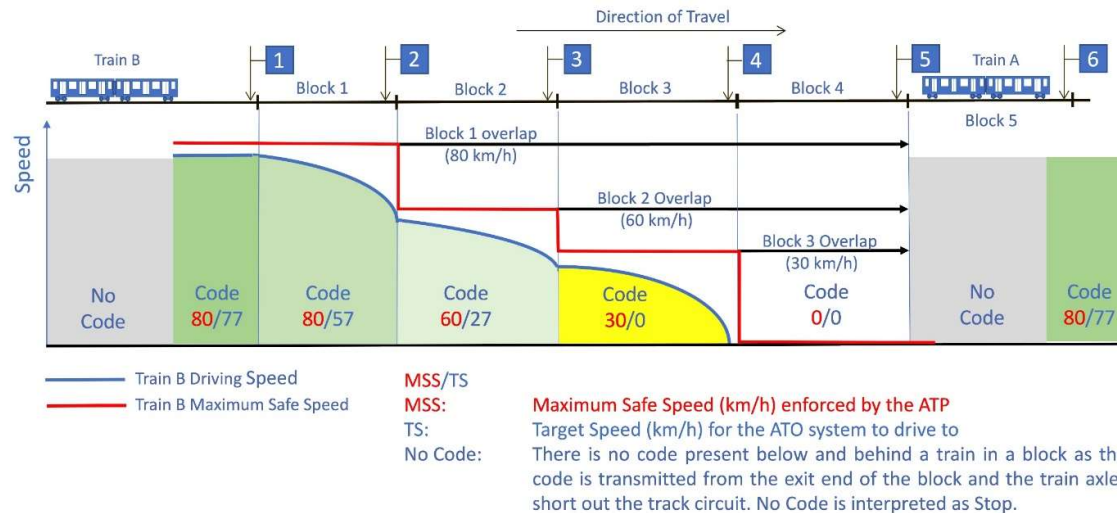 Direction of Travel
Train B
1
2
3
4
5
Train A
6
Block 1
Block 2
Block 3
Block 4
Block 5
Speed
Block 1 overlap
(80 km/h)
Block 2 Overlap
(60 km/h)
Block 3 Overlap
(30 km/h)
No
Code
Code
80/77
Code
80/57
Code
60/27
Code
30/0
Code
0/0
No
Code
Code
80/77
Train B Driving Speed
Train B Maximum Safe Speed
MSS/TS
MSS: Maximum Safe Speed (km/h) enforced by the ATP
TS: Target Speed (km/h) for the ATO system to drive to
No Code: There is no code present below and behind a train in a block as th
code is transmitted from the exit end of the block and the train axle
short out the track circuit. No Code is interpreted as Stop.